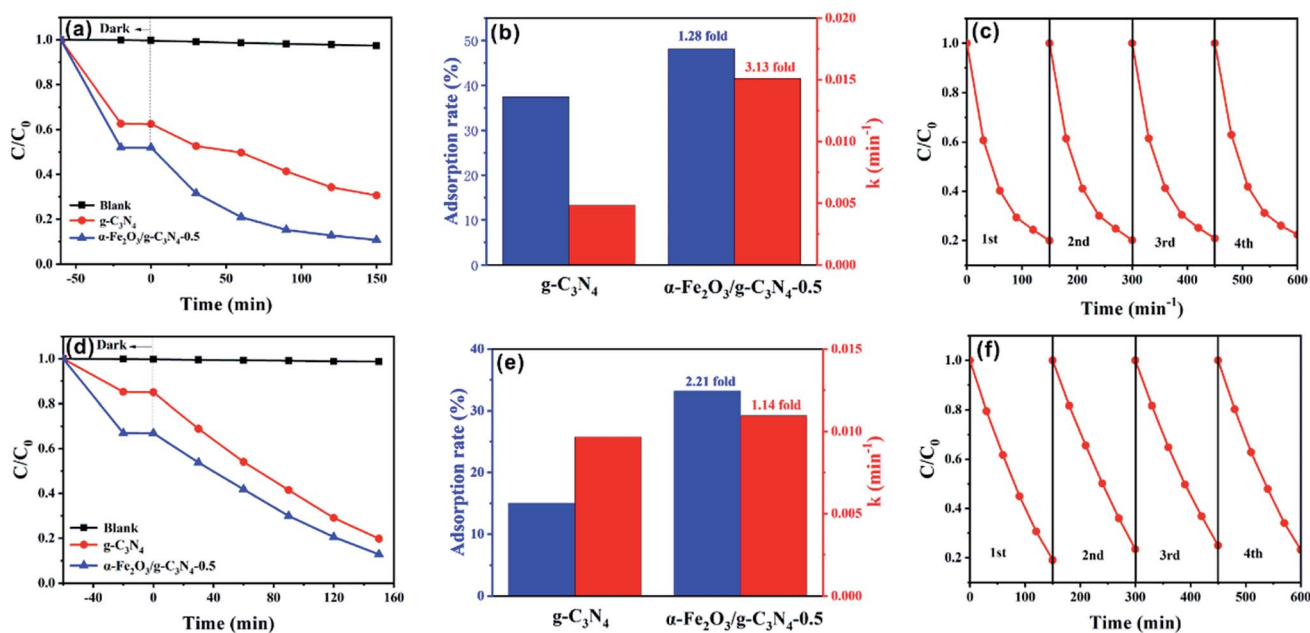 (a)
Dark
C/C0
1.0
0.8
0.6
0.4
0.2
0.0
Blank
g-C3N4
α-Fe2O3/g-C3N4-0.5
-50 0 50 100 150
Time (min)
(b)
Adsorption rate (%)
50
40
30
20
10
0
1.28 fold
3.13 fold
0.020
0.015
0.010
0.005
0.000
k (min-1)
g-C3N4 α-Fe2O3/g-C3N4-0.5
(c)
C/C0
1.0
0.8
0.6
0.4
0.2
1st 2nd 3rd 4th
0 100 200 300 400 500 600
Time (min-1)
(d)
Dark
C/C0
1.0
0.8
0.6
0.4
0.2
0.0
Blank
g-C3N4
α-Fe2O3/g-C3N4-0.5
-40 0 40 80 120 160
Time (min)
(e)
Adsorption rate (%)
40
30
20
10
0
2.21 fold
1.14 fold
0.015
0.010
0.005
0.000
k (min-1)
g-C3N4 α-Fe2O3/g-C3N4-0.5
(f)
C/C0
1.0
0.8
0.6
0.4
0.2
1st 2nd 3rd 4th
0 100 200 300 400 500 600
Time (min)